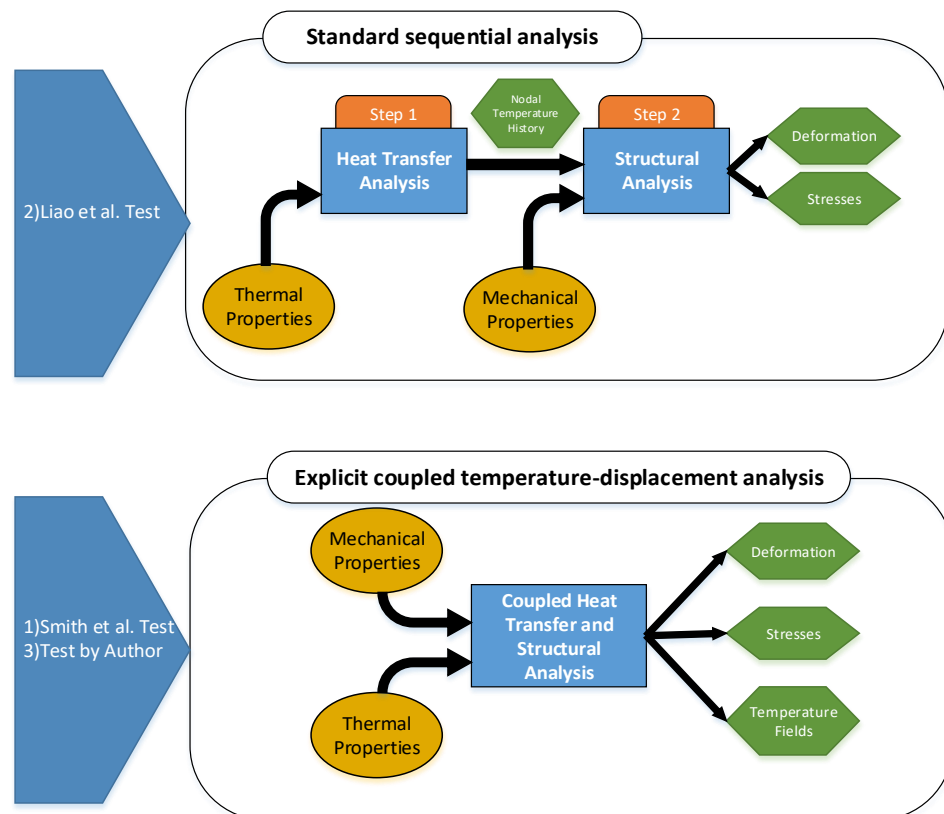 Standard sequential analysis
2)Liao et al. Test
Step 1
Heat Transfer
Analysis
Nodal
Temperature
History
Step 2
Structural
Analysis
Deformation
Stresses
Thermal
Properties
Mechanical
Properties
Explicit coupled temperature-displacement analysis
1)Smith et al. Test
3)Test by Author
Mechanical
Properties
Thermal
Properties
Coupled Heat
Transfer and
Structural
Analysis
Deformation
Stresses
Temperature
Fields